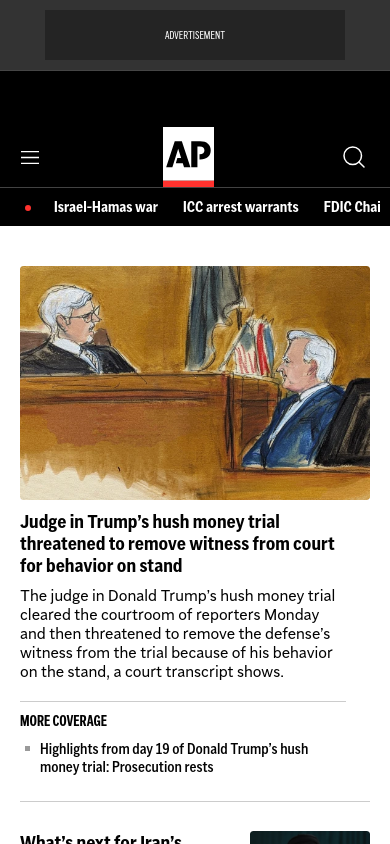 ADVERTISEMENT
AP
Israel-Hamas war ICC arrest warrants FDIC Chai
Judge in Trump’s hush money trial
threatened to remove witness from court
for behavior on stand
The judge in Donald Trump’s hush money trial
cleared the courtroom of reporters Monday
and then threatened to remove the defense’s
witness from the trial because of his behavior
on the stand, a court transcript shows.
MORE COVERAGE
Highlights from day 19 of Donald Trump’s hush
money trial: Prosecution rests
What’s next for Iran’s